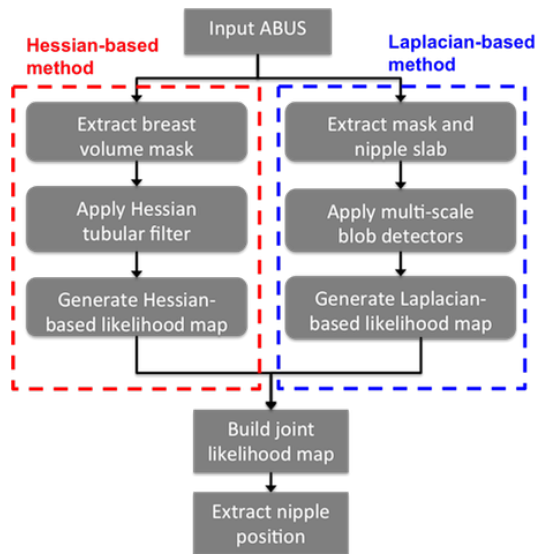 Input ABUS
Hessian-based
method
Laplacian-based
method
Extract breast
volume mask
Apply Hessian
tubular filter
Generate Hessian-
based likelihood map
Extract mask and
nipple slab
Apply multi-scale
blob detectors
Generate Laplacian-
based likelihood map
Build joint
likelihood map
Extract nipple
position